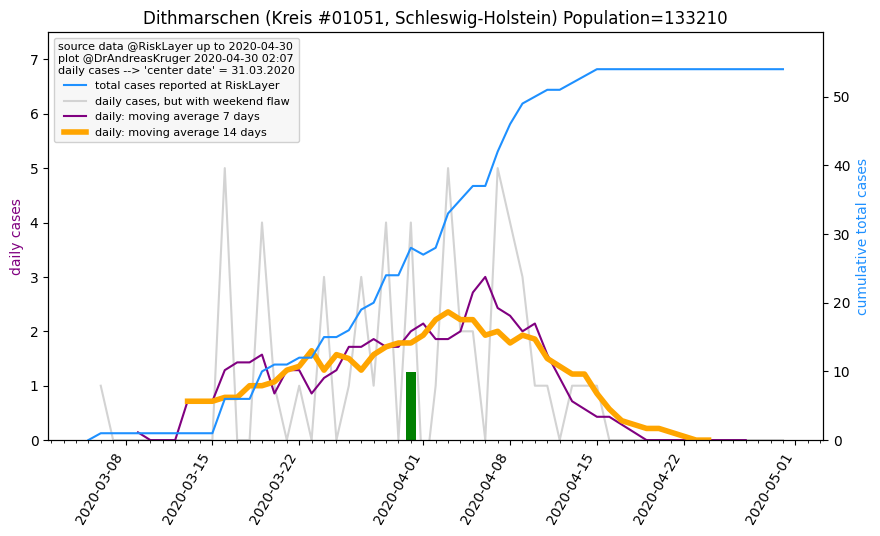 Dithmarschen (Kreis #01051, Schleswig-Holstein) Population=133210
source data @RiskLayer up to 2020-04-30
plot @DrAndreasKruger 2020-04-30 02:07
daily cases --> 'center date' = 31.03.2020
total cases reported at RiskLayer
daily cases, but with weekend flaw
daily: moving average 7 days
daily: moving average 14 days
daily cases
7
6
5
4
3
2
1
0
cumulative total cases
50
40
30
20
10
0
2020-03-08
2020-03-15
2020-03-22
2020-04-01
2020-04-08
2020-04-15
2020-04-22
2020-05-01